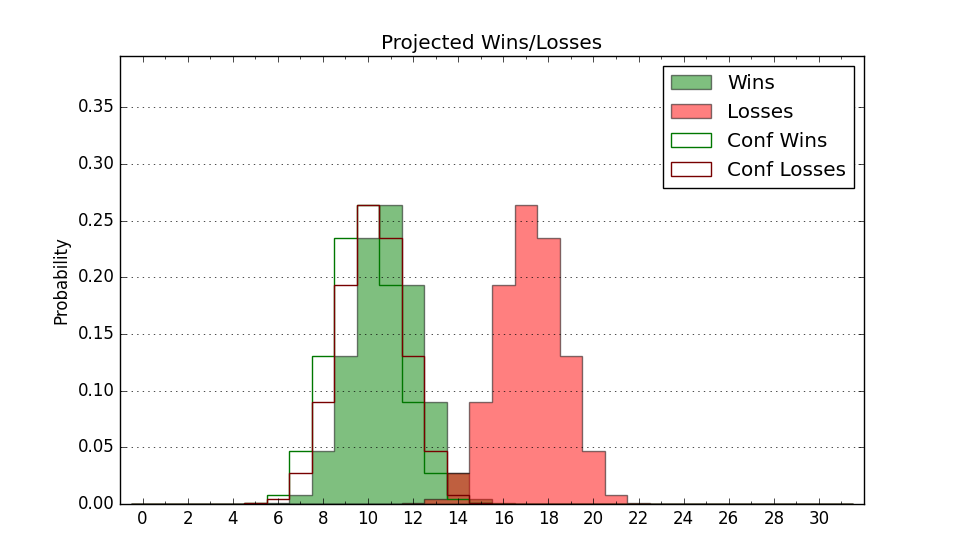 Projected Wins/Losses
Wins
Losses
Conf Wins
Conf Losses
Probability
0.35
0.30
0.25
0.20
0.15
0.10
0.05
0.00
0 2 4 6 8 10 12 14 16 18 20 22 24 26 28 30